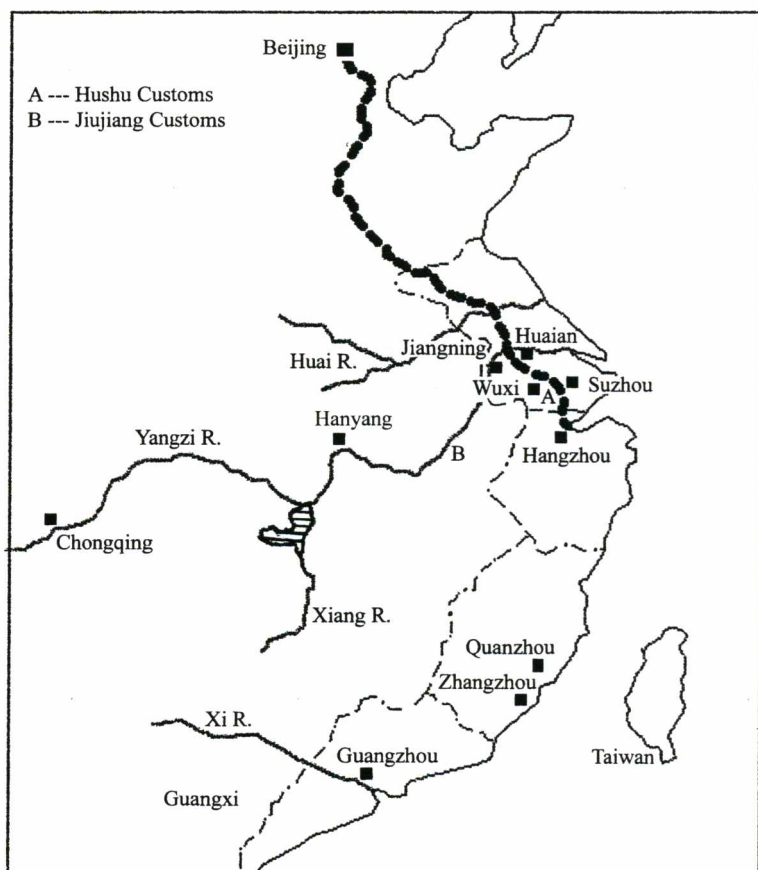 Beijing
A --- Hushu Customs
B --- Jiujiang Customs
Huai R.
Jiangning
Huaian
Wuxi
A
Suzhou
Hanyang
Yangzi R.
B
Hangzhou
Chongqing
Xiang R.
Quanzhou
Zhangzhou
Xi R.
Guangzhou
Taiwan
Guangxi